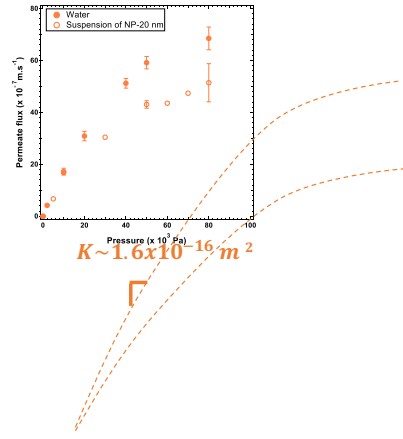 80
Water
Suspension of NP-20 nm
60
40
20
0
Permeate flux (x 10⁻⁷ m.s⁻¹)
0 20 40 60 80 100
Pressure (x 10³ Pa)
K~1.6x10⁻¹⁶ m²